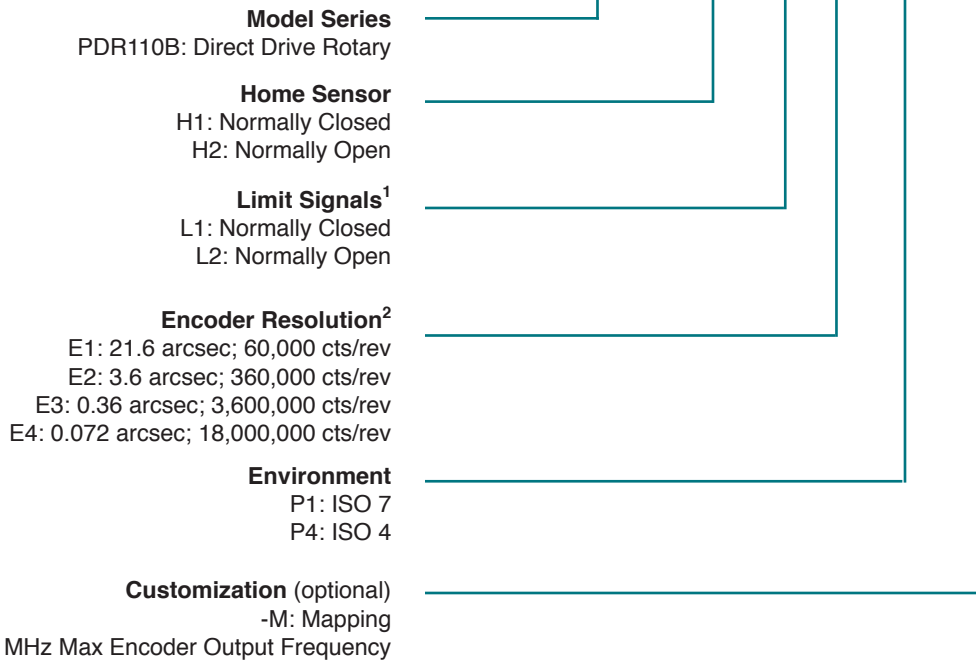 Model Series
PDR110B: Direct Drive Rotary
Home Sensor
H1: Normally Closed
H2: Normally Open
Limit Signals1
L1: Normally Closed
L2: Normally Open
Encoder Resolution2
E1: 21.6 arcsec; 60,000 cts/rev
E2: 3.6 arcsec; 360,000 cts/rev
E3: 0.36 arcsec; 3,600,000 cts/rev
E4: 0.072 arcsec; 18,000,000 cts/rev
Environment
P1: ISO 7
P4: ISO 4
Customization (optional)
-M: Mapping
MHz Max Encoder Output Frequency